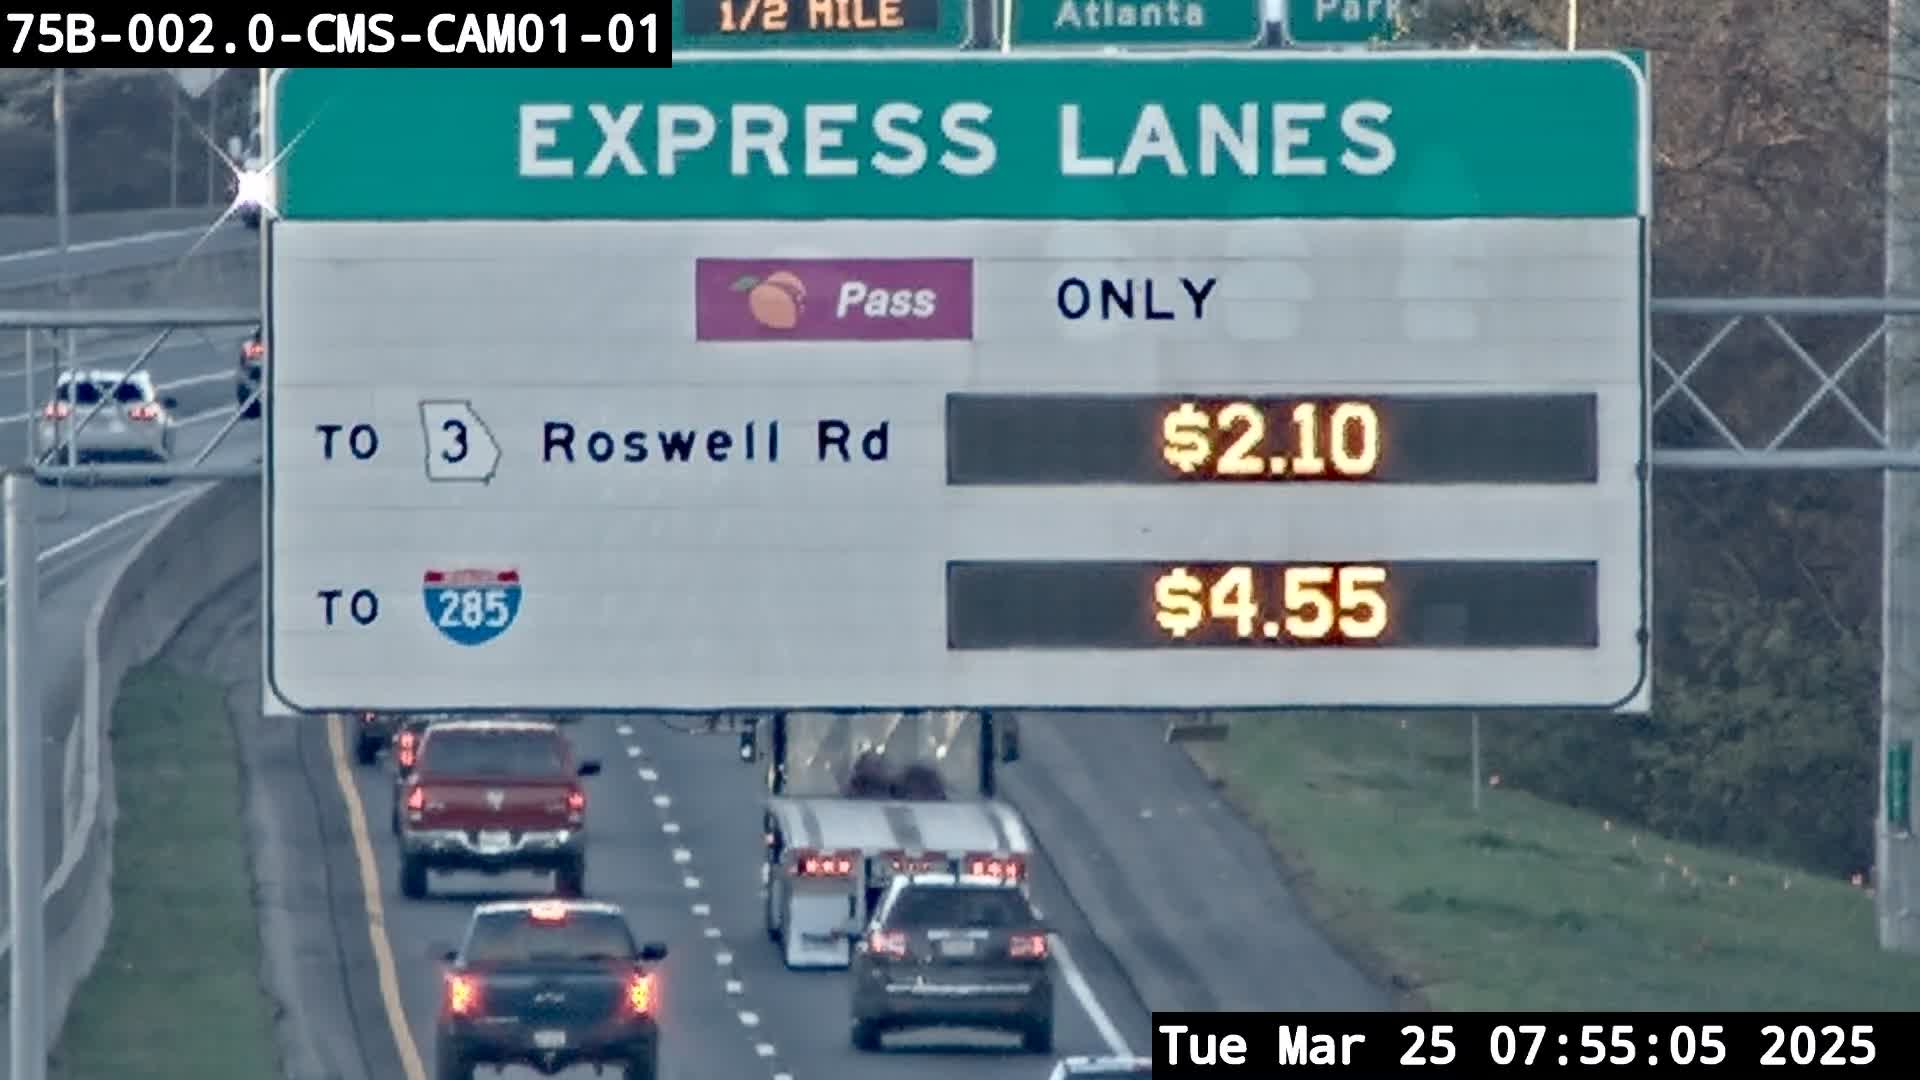 75B-002.0-CMS-CAM01-01
1/2 MILE
Atlanta
Park
EXPRESS LANES
Pass ONLY
TO 3 Roswell Rd $2.10
TO 285 $4.55
Tue Mar 25 07:55:05 2025